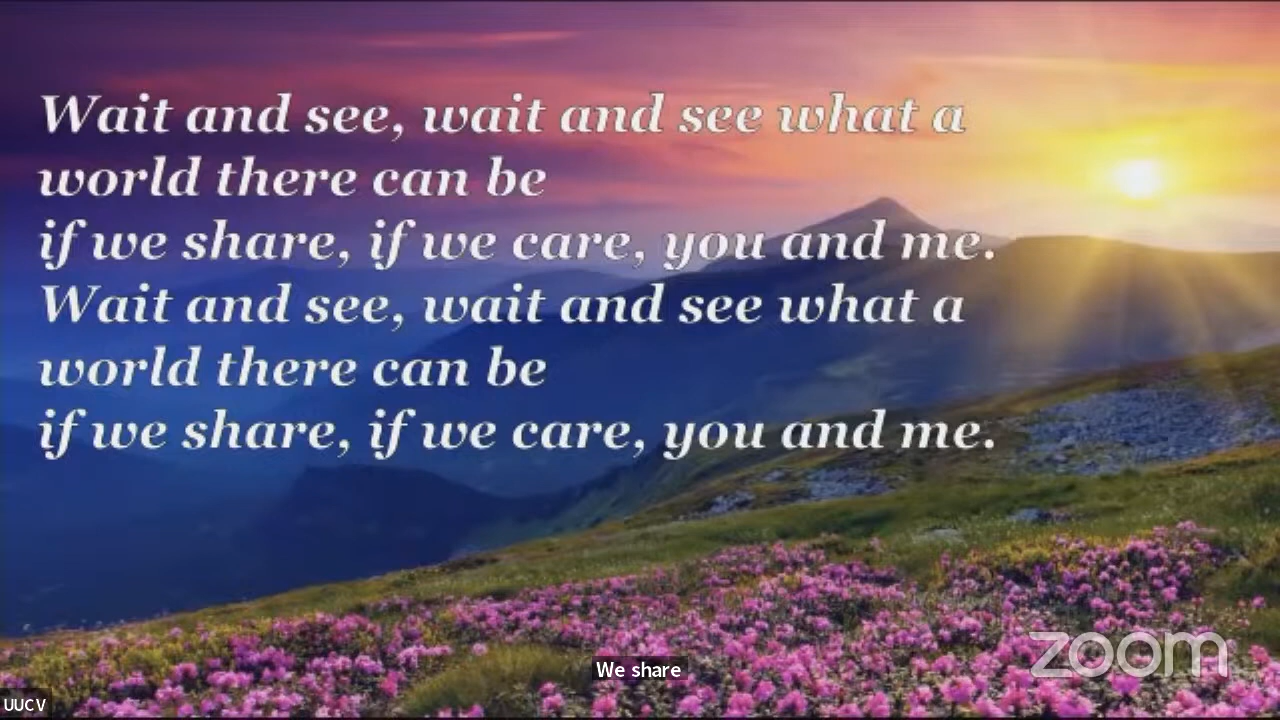 Wait and see, wait and see what a
world there can be
if we share, if we care, you and me.
Wait and see, wait and see what a
world there can be
if we share, if we care, you and me.
zoom
We share
UUCV